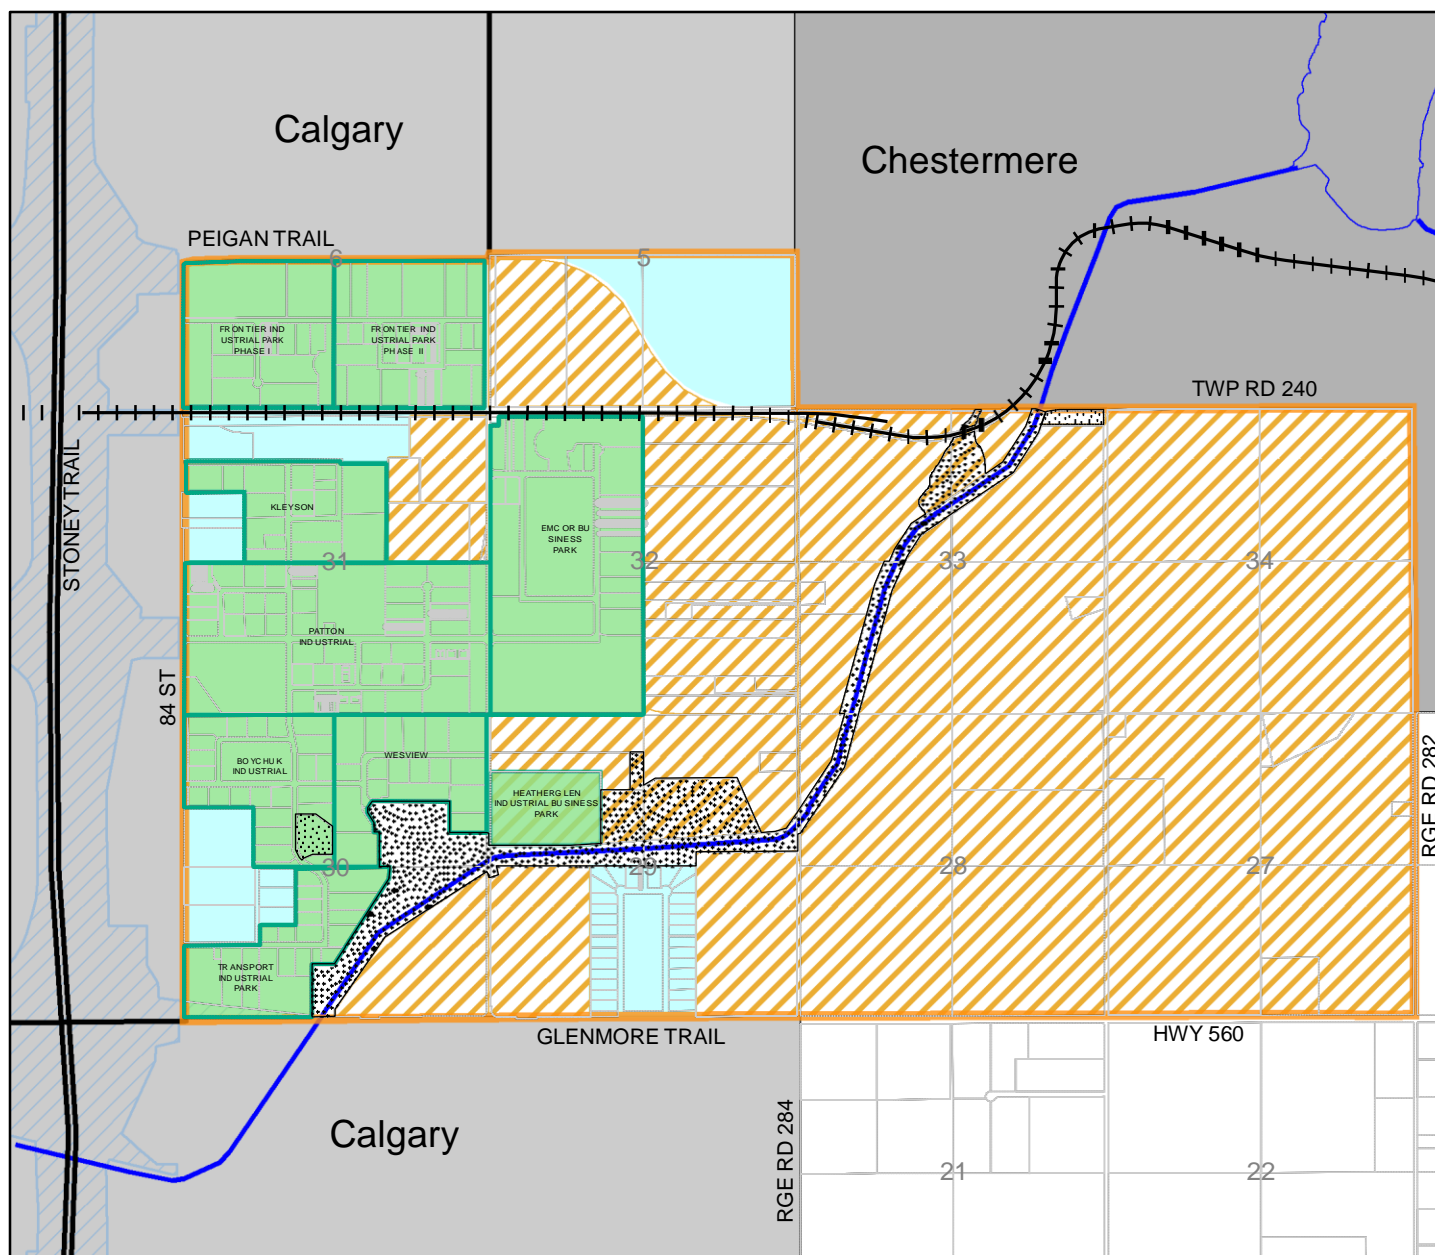 Calgary
Chestermere
PEIGAN TRAIL
6
5
FRONTIER IND
USTRIAL PARK
PHASE I
FRONTIER IND
USTRIAL PARK
PHASE II
TWP RD 240
STONEY TRAIL
KLEYSON
EMCOR BU
SINESS
PARK
31
32
33
34
PATTON
INDUSTRIAL
84 ST
BOYCHUK
INDUSTRIAL
WESVIEW
HEATHERGLEN
INDUSTRIAL BUSINESS
PARK
RGE RD 282
30
29
28
27
TRANSPORT
INDUSTRIAL
PARK
GLENMORE TRAIL
HWY 560
Calgary
RGE RD 284
21
22